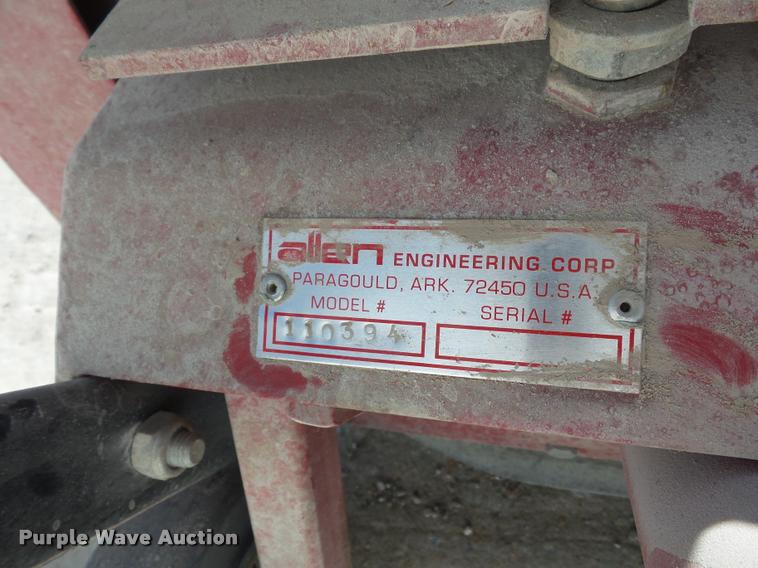 allen ENGINEERING CORP
PARAGOULD, ARK. 72450 U.S.A
MODEL # SERIAL #
110394
Purple Wave Auction